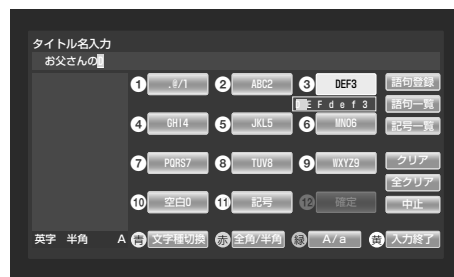 タイトル名入力
お父さんのD
① .@/1 ② ABC2 ③ DEF3 語句登録
DEFdef3 語句一覧
④ GHI4 ⑤ JKL5 ⑥ MNO6 記号一覧
⑦ PQRS7 ⑧ TUV8 ⑨ WXYZ9 クリア
全クリア
⑩ 空白0 ⑪ 記号 ⑫ 確定 中止
英字 半角 A 青 文字種切換 赤 全角/半角 緑 A/a 黄 入力終了